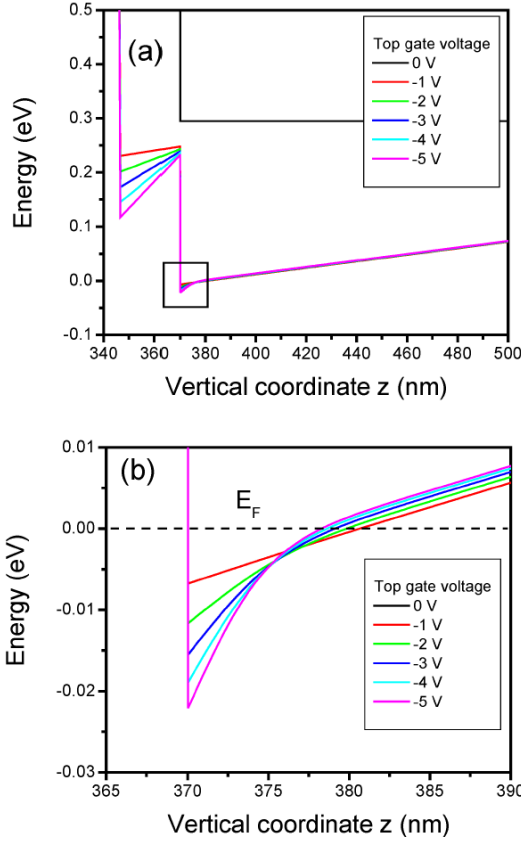 (a)
Top gate voltage
0 V
-1 V
-2 V
-3 V
-4 V
-5 V
Energy (eV)
0.5
0.4
0.3
0.2
0.1
0.0
-0.1
340 360 380 400 420 440 460 480 500
Vertical coordinate z (nm)
(b)
E_F
Top gate voltage
0 V
-1 V
-2 V
-3 V
-4 V
-5 V
Energy (eV)
0.01
0.00
-0.01
-0.02
-0.03
365 370 375 380 385 390
Vertical coordinate z (nm)